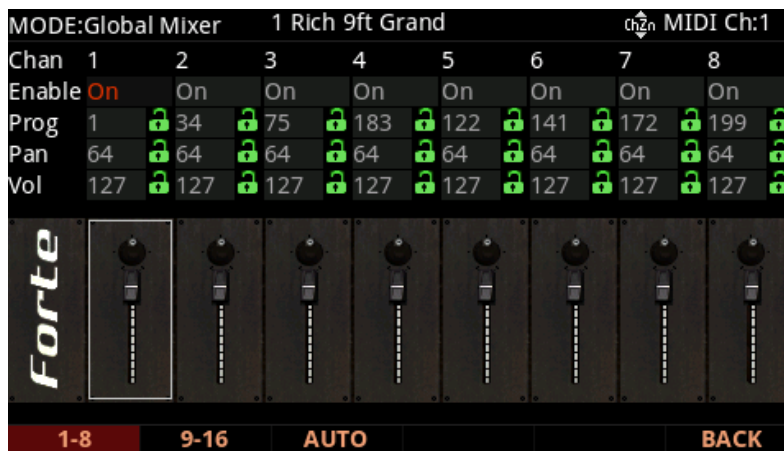 MODE:Global Mixer 1 Rich 9ft Grand ChZn MIDI Ch:1
Chan 1 2 3 4 5 6 7 8
Enable On On On On On On On On
Prog 1 34 75 183 122 141 172 199
Pan 64 64 64 64 64 64 64 64
Vol 127 127 127 127 127 127 127 127
Forte
1-8 9-16 AUTO BACK